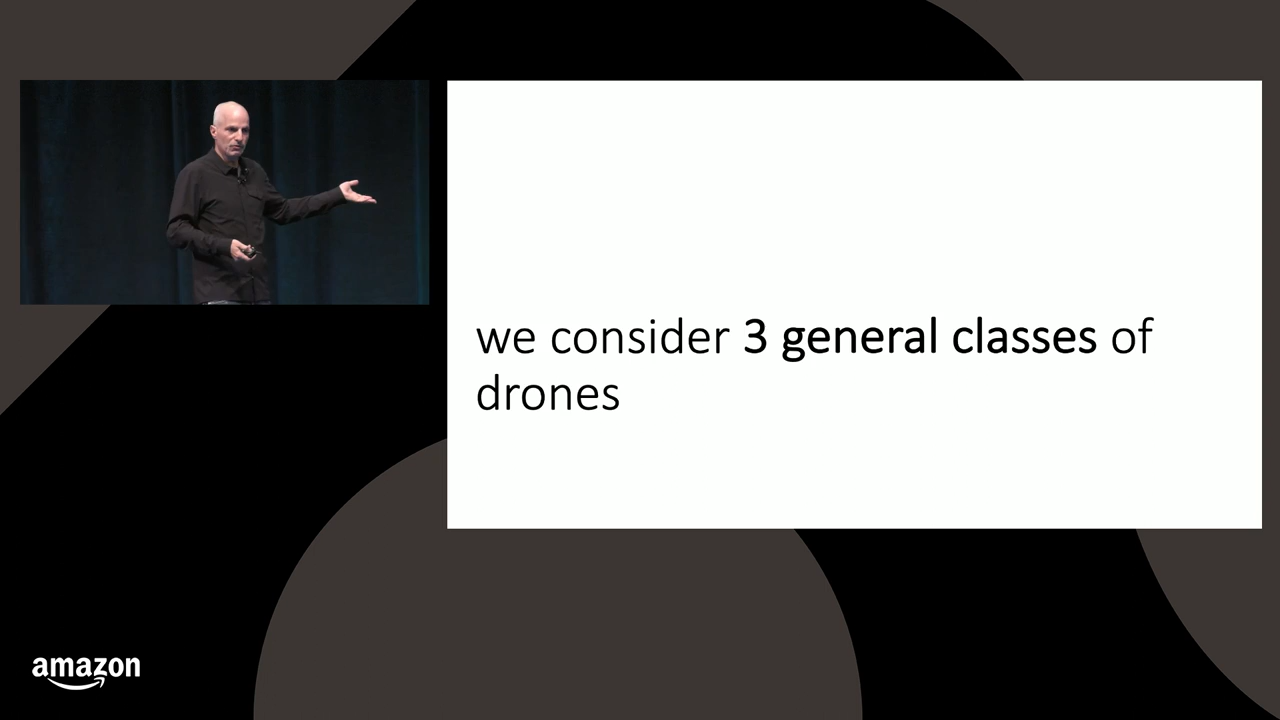 we consider 3 general classes of
drones
amazon